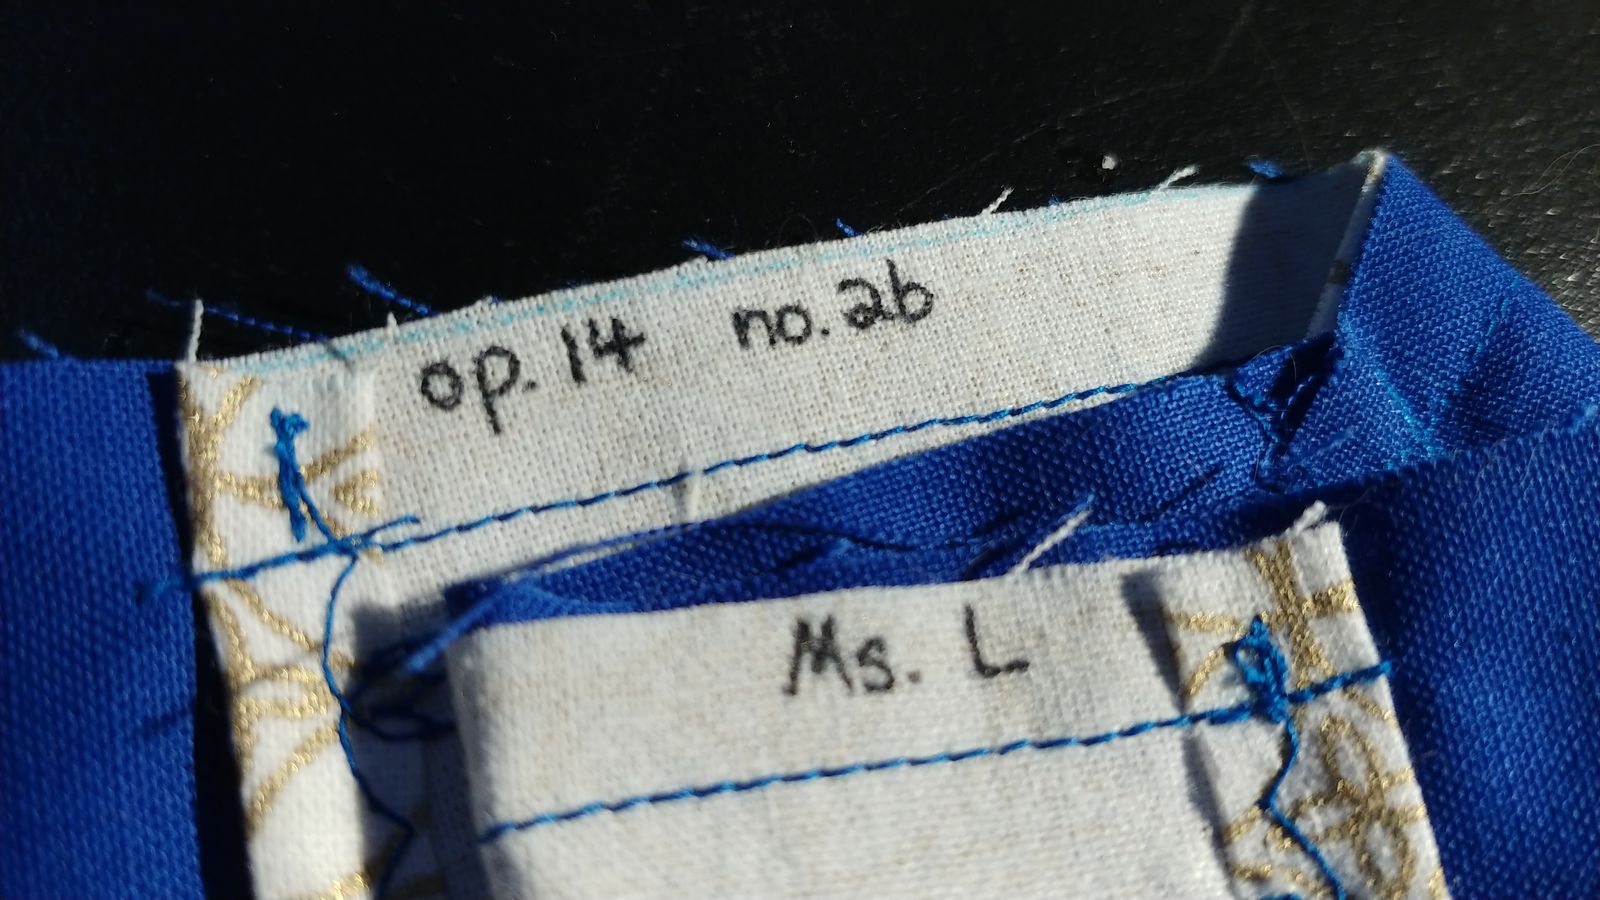 op. 14 no. 2b
Ms. L